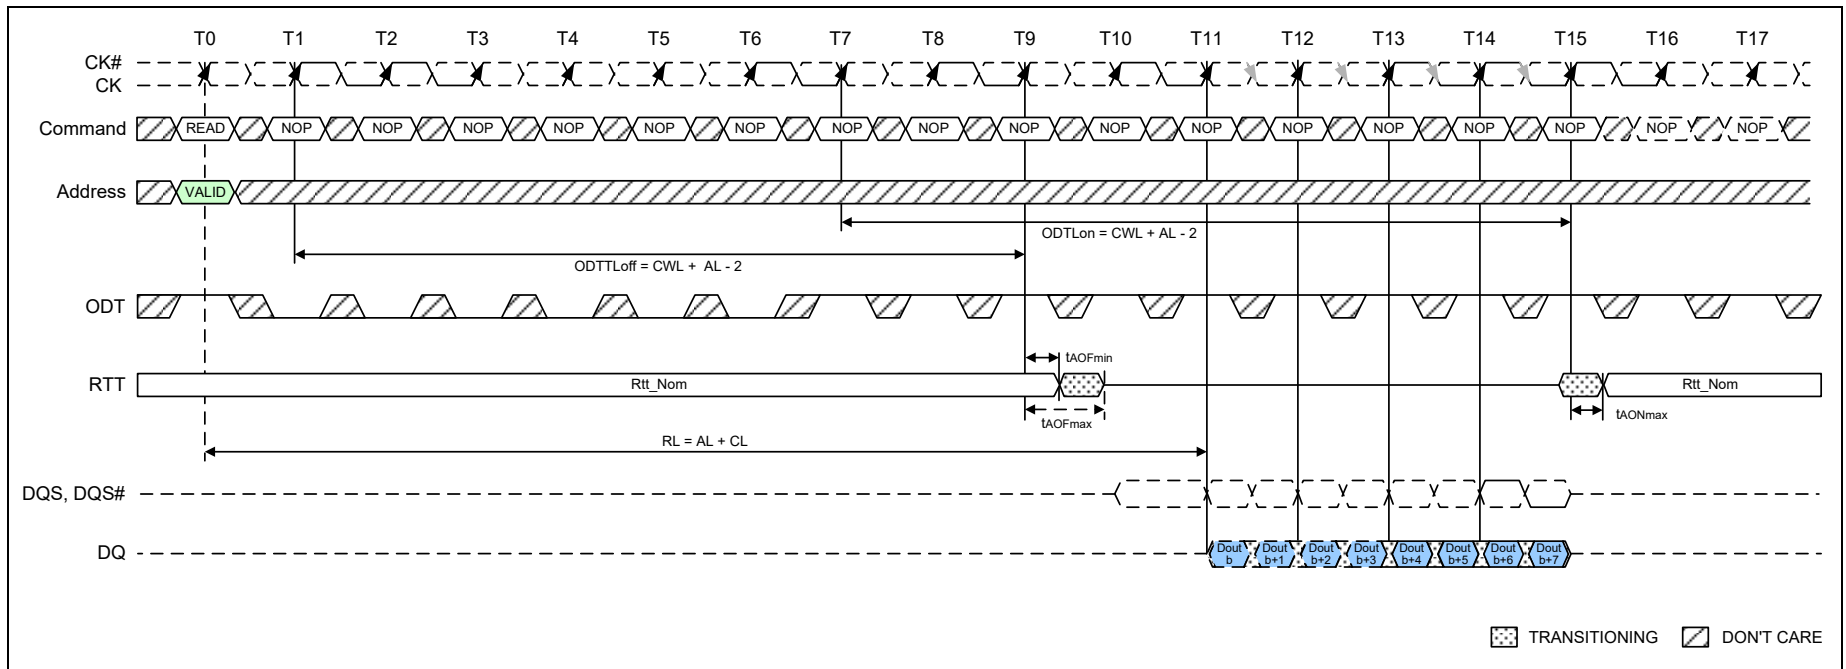 T0 T1 T2 T3 T4 T5 T6 T7 T8 T9 T10 T11 T12 T13 T14 T15 T16 T17
CK#
CK
Command READ NOP NOP NOP NOP NOP NOP NOP NOP NOP NOP NOP NOP NOP NOP NOP NOP NOP
Address VALID
ODTLon = CWL + AL - 2
ODTTLoff = CWL + AL - 2
ODT
tAOFmin
RTT Rtt_Nom Rtt_Nom
tAOFmax tAONmax
RL = AL + CL
DQS, DQS#
DQ Dout b Dout b+1 Dout b+2 Dout b+3 Dout b+4 Dout b+5 Dout b+6 Dout b+7
TRANSITIONING DON'T CARE